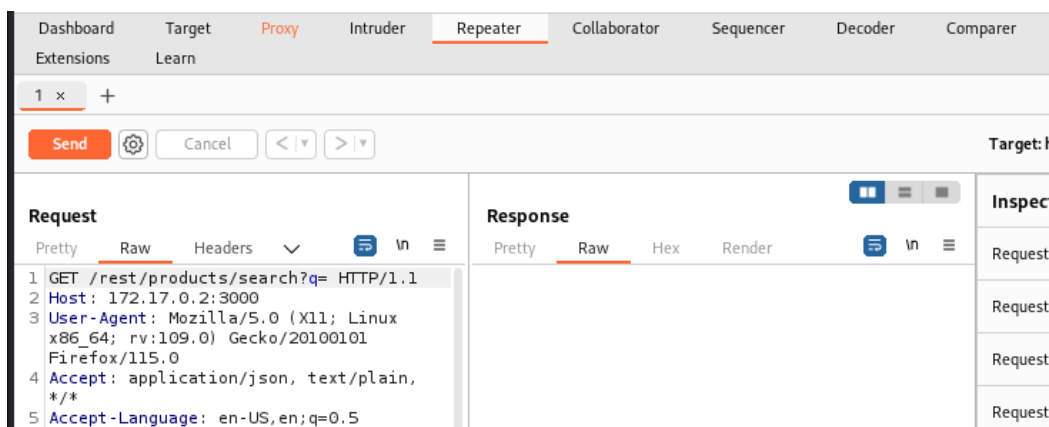 Dashboard Target Proxy Intruder Repeater Collaborator Sequencer Decoder Comparer
Extensions Learn
1 × +
Send Cancel < >
Target:
Request
Pretty Raw Headers \n
Response
Pretty Raw Hex Render \n
Inspec
Request
Request
Request
Request
1 GET /rest/products/search?q= HTTP/1.1
2 Host: 172.17.0.2:3000
3 User-Agent: Mozilla/5.0 (X11; Linux
x86_64; rv:109.0) Gecko/20100101
Firefox/115.0
4 Accept: application/json, text/plain,
*/*
5 Accept-Language: en-US,en;q=0.5